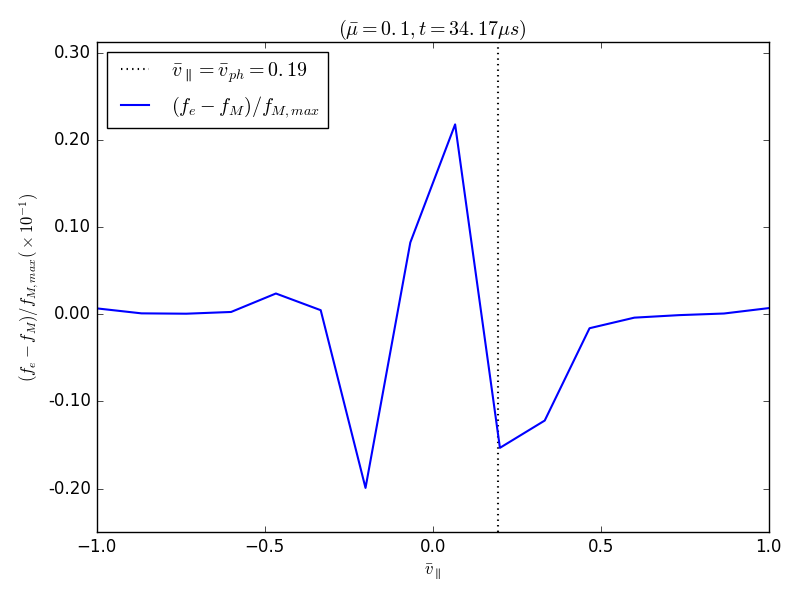 (μ̄ = 0.1, t = 34.17μs)
v̄∥ = v̄ph = 0.19
(fe − fM)/fM,max
(fe − fM)/fM,max(×10⁻¹)
0.30
0.20
0.10
0.00
-0.10
-0.20
−1.0 −0.5 0.0 0.5 1.0
v̄∥